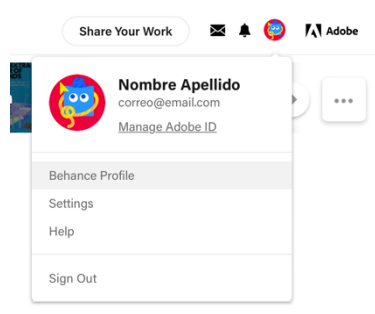 Share Your Work
Adobe
Nombre Apellido
correo@email.com
Manage Adobe ID
Behance Profile
Settings
Help
Sign Out